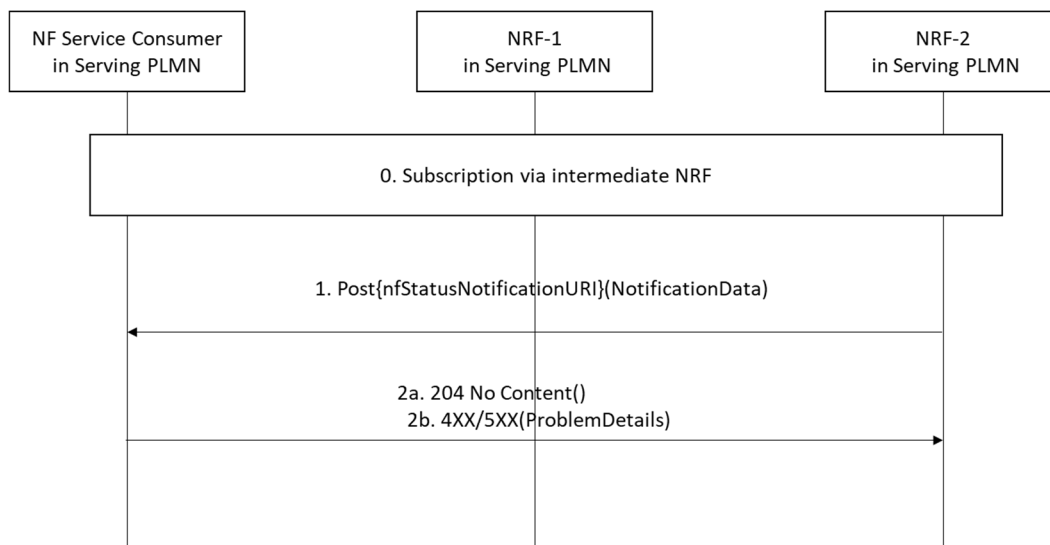 NF Service Consumer
in Serving PLMN
NRF-1
in Serving PLMN
NRF-2
in Serving PLMN
0. Subscription via intermediate NRF
1. Post{nfStatusNotificationURI}(NotificationData)
2a. 204 No Content()
2b. 4XX/5XX(ProblemDetails)